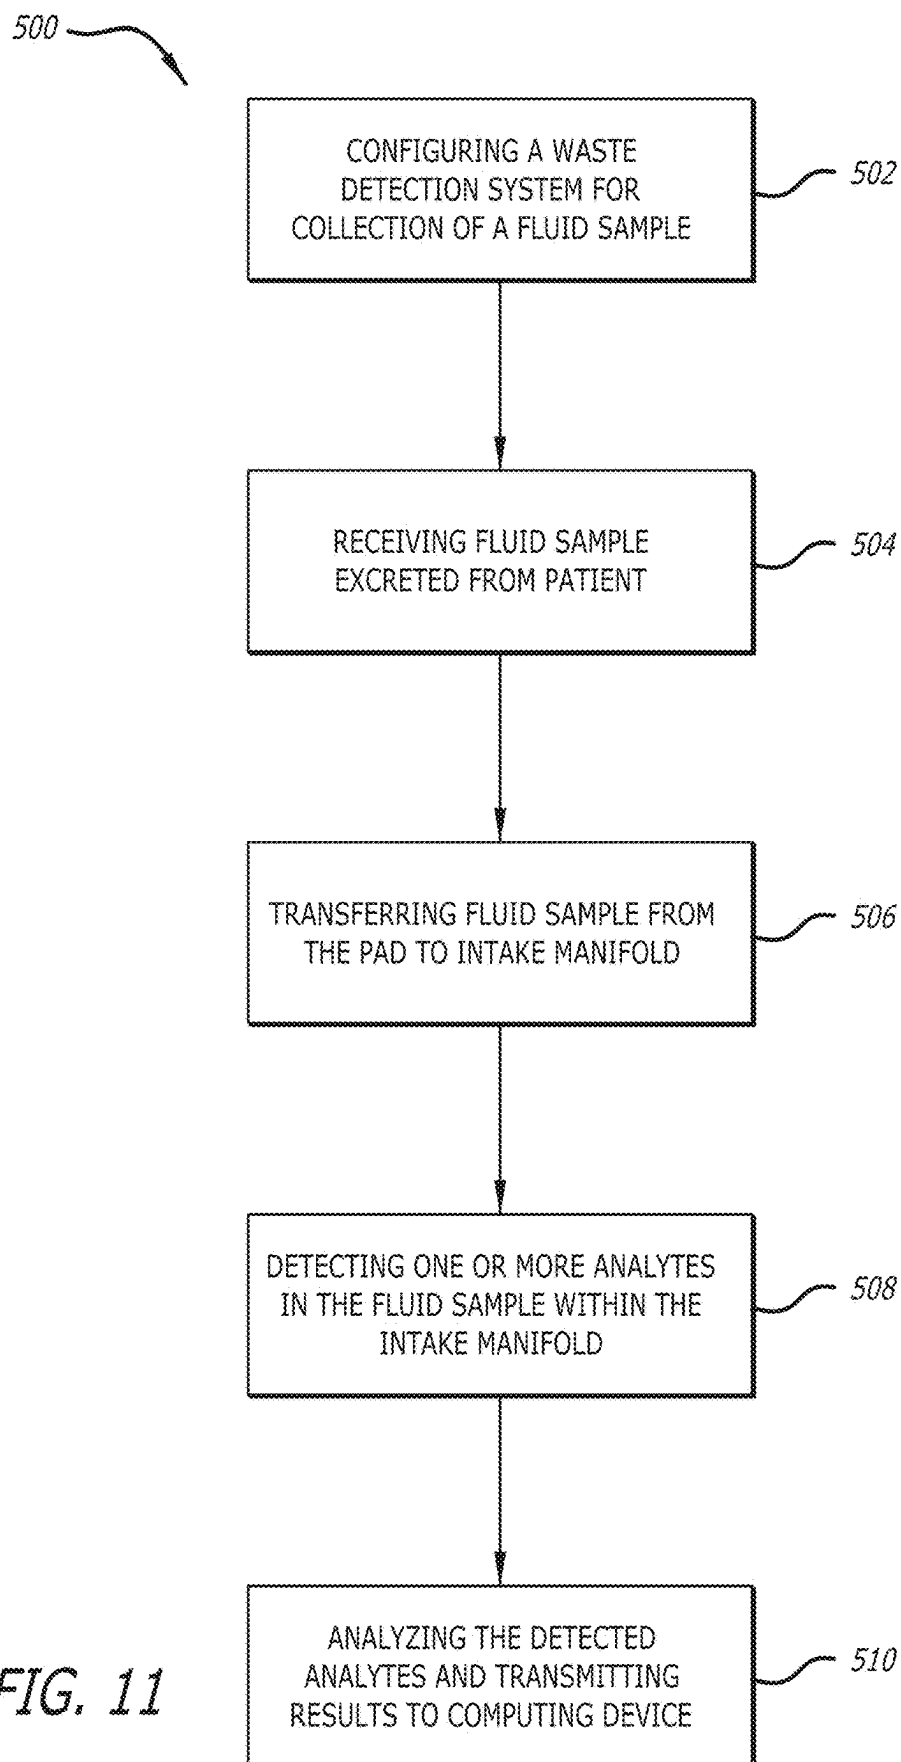 500
CONFIGURING A WASTE
DETECTION SYSTEM FOR
COLLECTION OF A FLUID SAMPLE
502
RECEIVING FLUID SAMPLE
EXCRETED FROM PATIENT
504
TRANSFERRING FLUID SAMPLE FROM
THE PAD TO INTAKE MANIFOLD
506
DETECTING ONE OR MORE ANALYTES
IN THE FLUID SAMPLE WITHIN THE
INTAKE MANIFOLD
508
ANALYZING THE DETECTED
ANALYTES AND TRANSMITTING
RESULTS TO COMPUTING DEVICE
510
FIG. 11